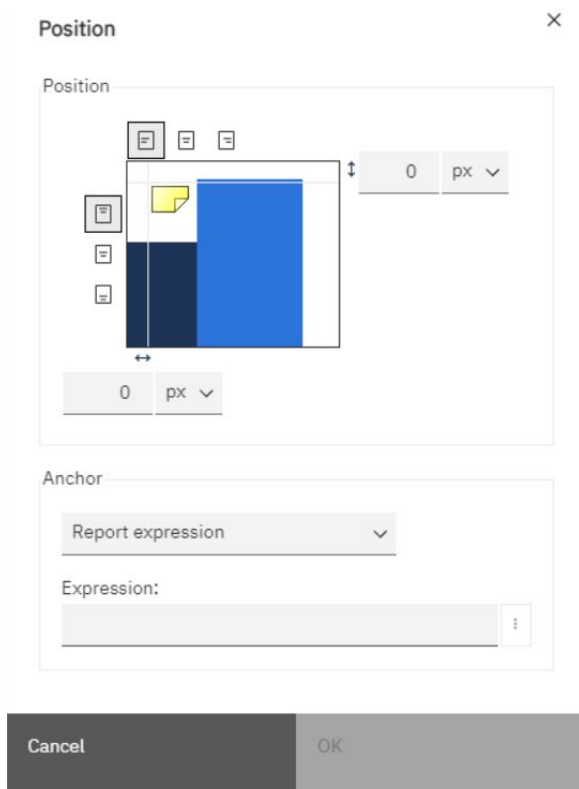 Position
Position
0 px
0 px
Anchor
Report expression
Expression:
Cancel OK